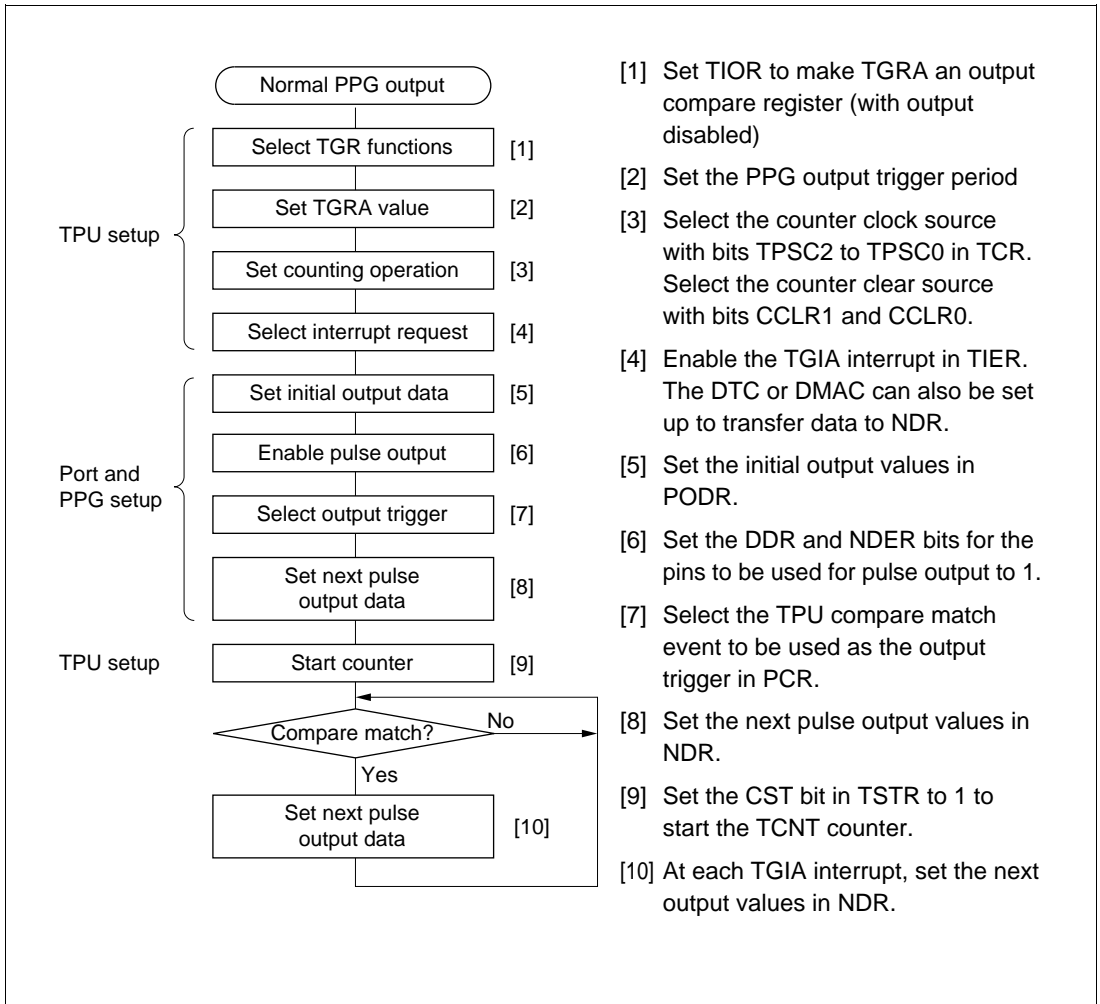 Normal PPG output
Select TGR functions [1]
Set TGRA value [2]
TPU setup
Set counting operation [3]
Select interrupt request [4]
Set initial output data [5]
Enable pulse output [6]
Port and
PPG setup
Select output trigger [7]
Set next pulse
output data
[8]
TPU setup
Start counter [9]
Compare match?
No
Yes
Set next pulse
output data
[10]
[1] Set TIOR to make TGRA an output
compare register (with output
disabled)
[2] Set the PPG output trigger period
[3] Select the counter clock source
with bits TPSC2 to TPSC0 in TCR.
Select the counter clear source
with bits CCLR1 and CCLR0.
[4] Enable the TGIA interrupt in TIER.
The DTC or DMAC can also be set
up to transfer data to NDR.
[5] Set the initial output values in
PODR.
[6] Set the DDR and NDER bits for the
pins to be used for pulse output to 1.
[7] Select the TPU compare match
event to be used as the output
trigger in PCR.
[8] Set the next pulse output values in
NDR.
[9] Set the CST bit in TSTR to 1 to
start the TCNT counter.
[10] At each TGIA interrupt, set the next
output values in NDR.